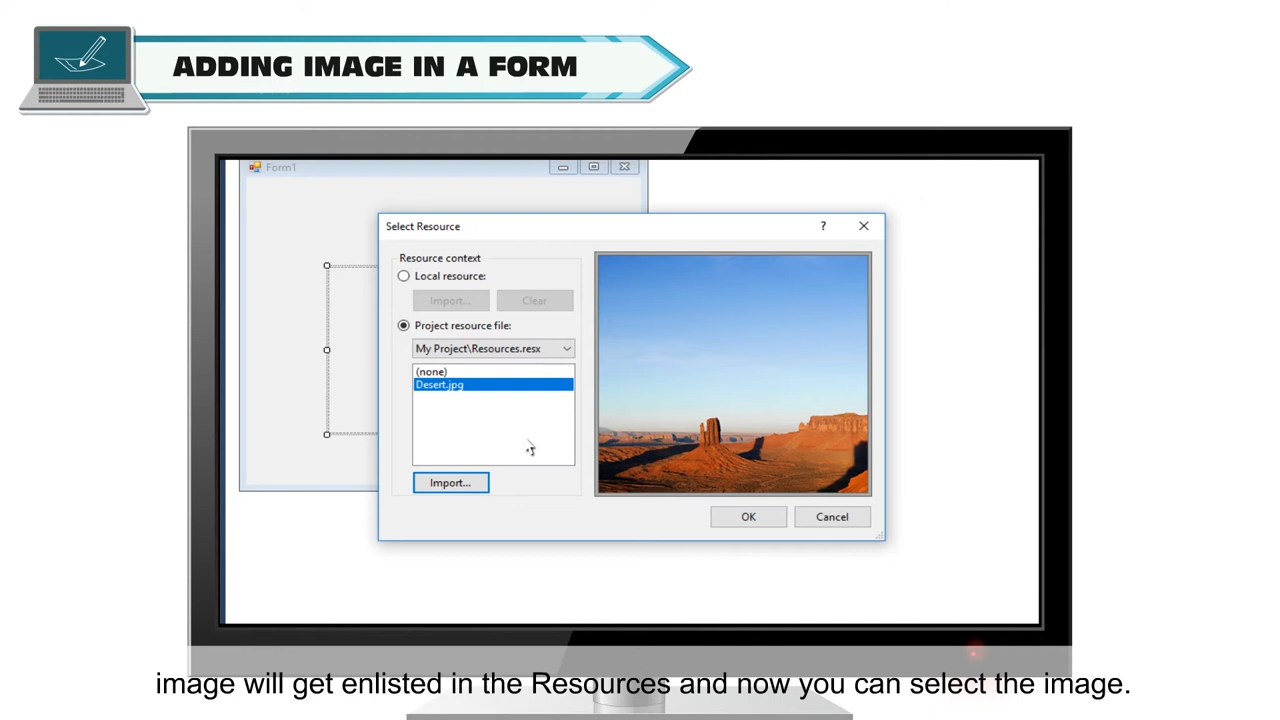 ADDING IMAGE IN A FORM
Form1
Select Resource
?
Resource context
Local resource:
Import...
Clear
Project resource file:
My Project\Resources.resx
(none)
Desert.jpg
Import...
OK
Cancel
image will get enlisted in the Resources and now you can select the image.